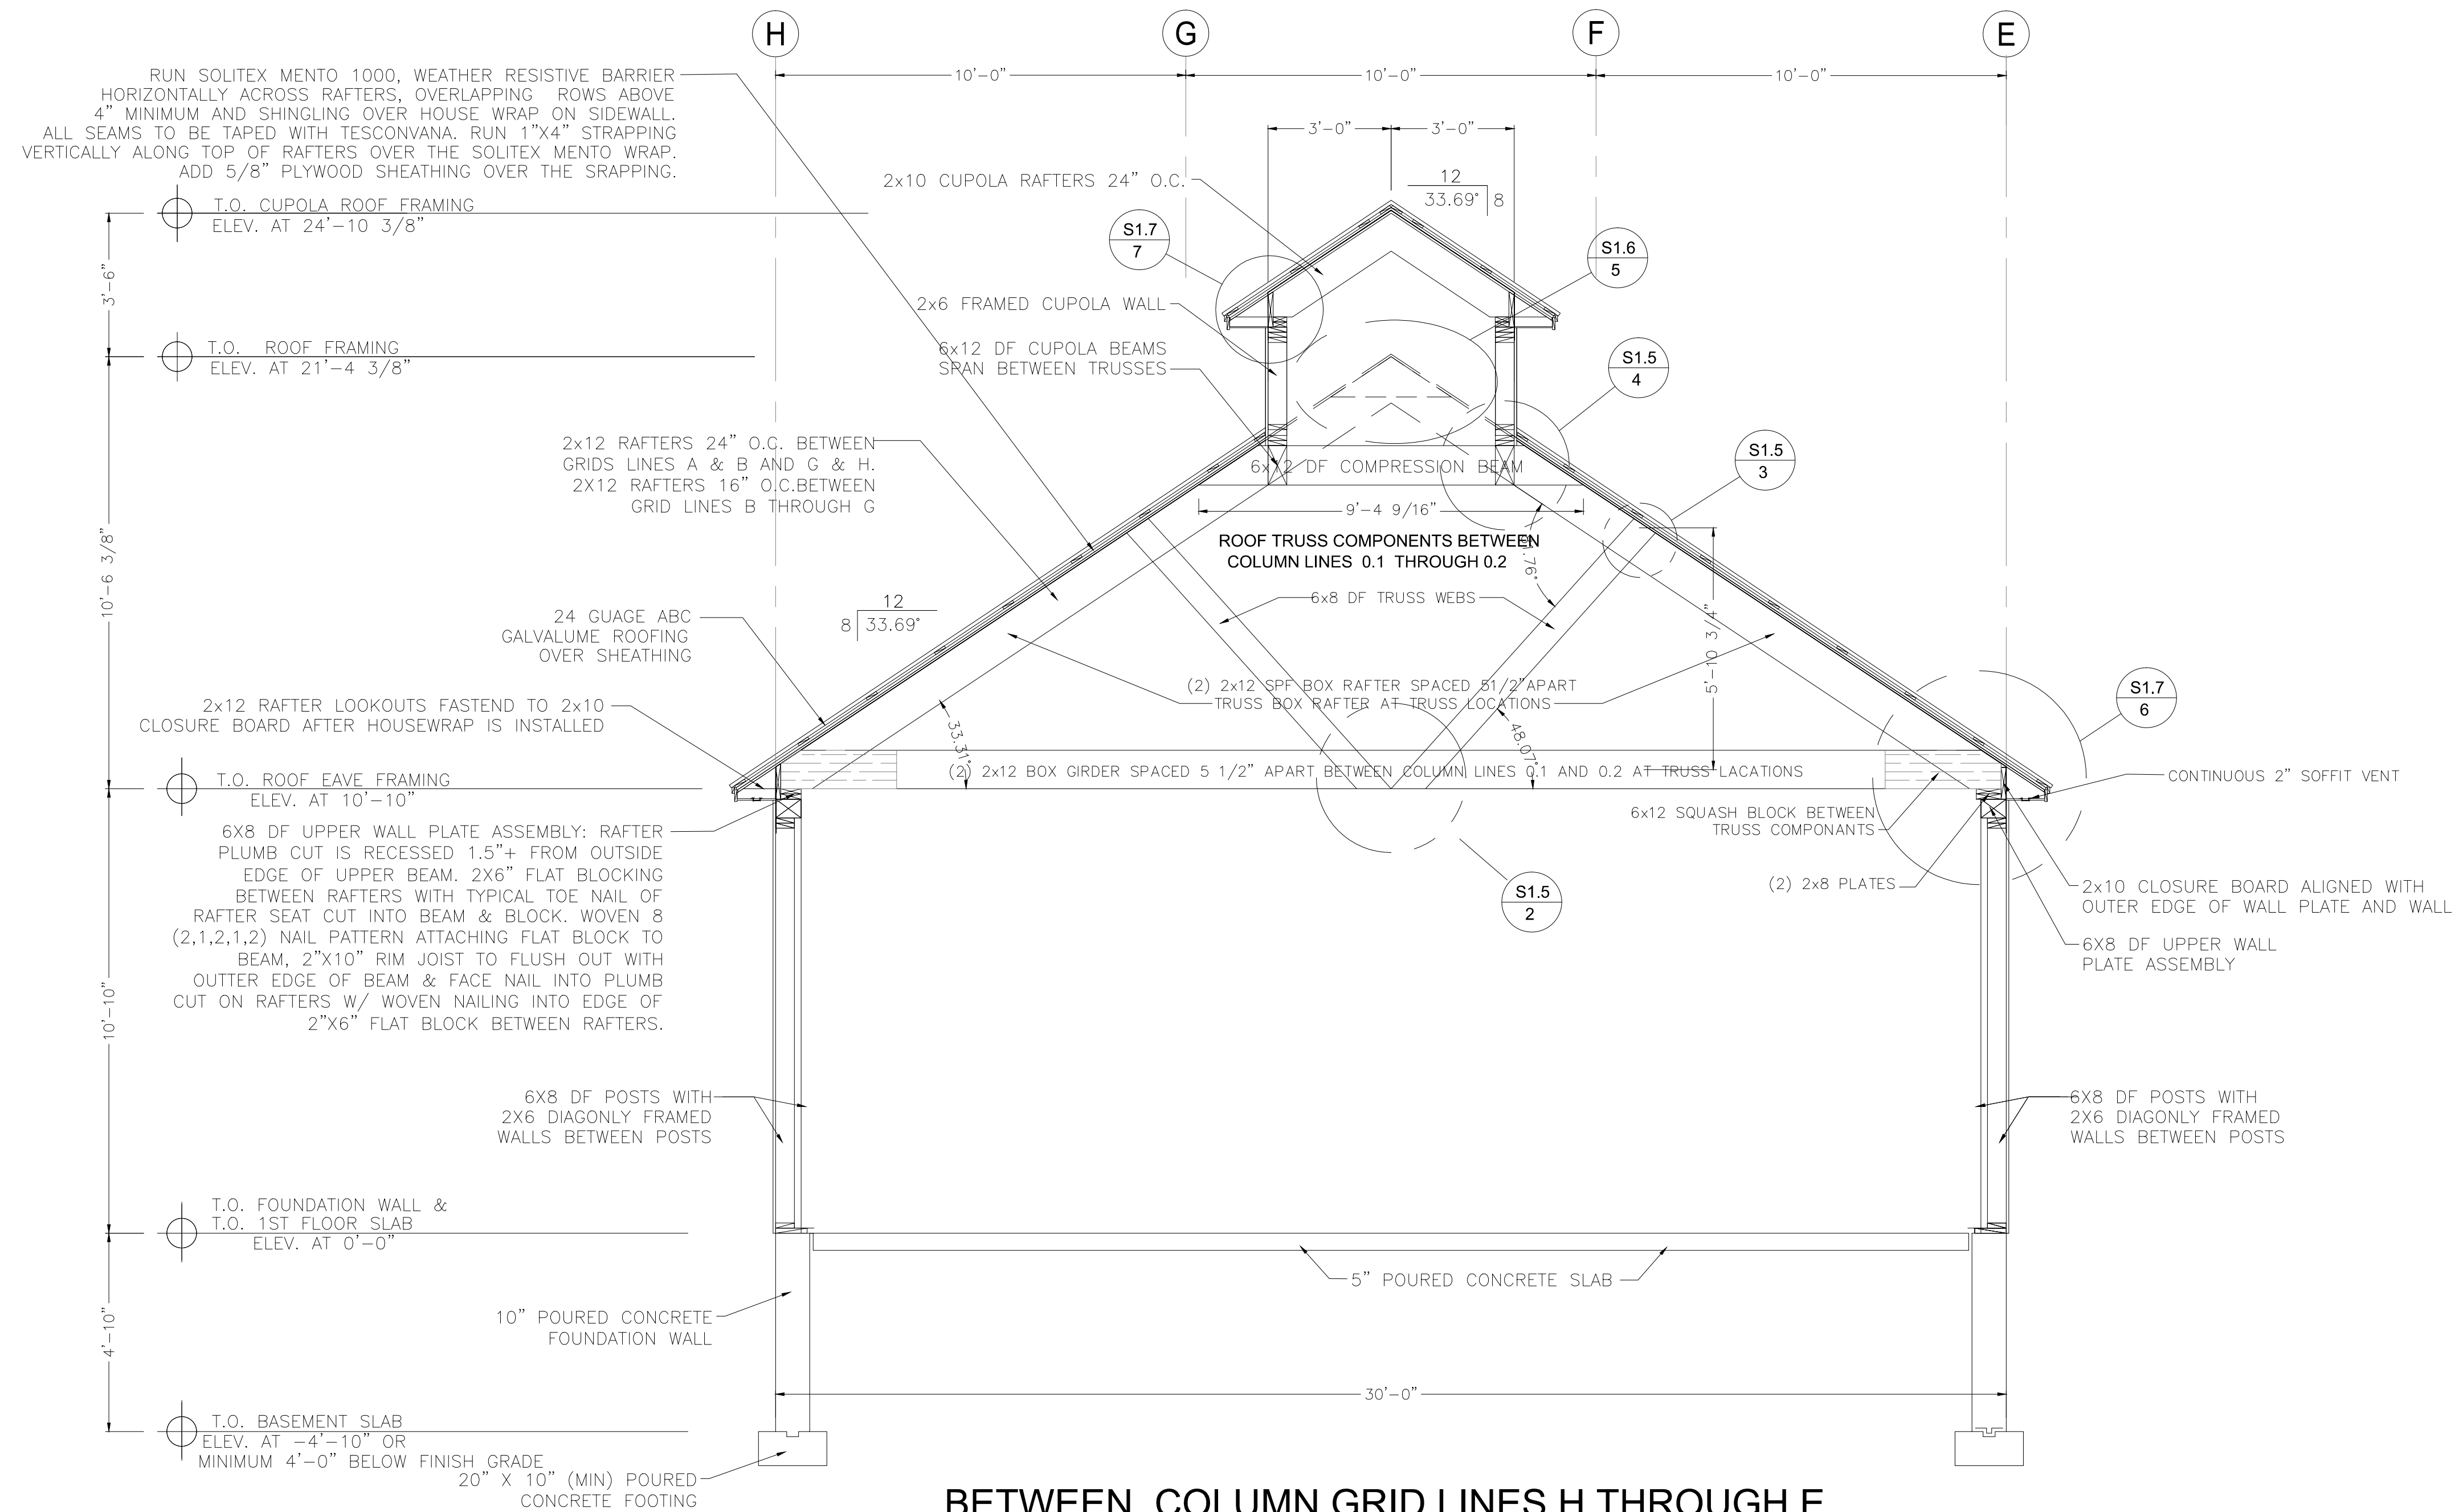 H
G
F
E
10'-0"
10'-0"
10'-0"
RUN SOLITEX MENTO 1000, WEATHER RESISTIVE BARRIER
HORIZONTALLY ACROSS RAFTERS, OVERLAPPING ROWS ABOVE
4" MINIMUM AND SHINGLING OVER HOUSE WRAP ON SIDEWALL.
ALL SEAMS TO BE TAPED WITH TESCONVANA. RUN 1"X4" STRAPPING
VERTICALLY ALONG TOP OF RAFTERS OVER THE SOLITEX MENTO WRAP.
ADD 5/8" PLYWOOD SHEATHING OVER THE SRAPPING.
3'-0"
3'-0"
2x10 CUPOLA RAFTERS 24" O.C.
12
33.69°
8
T.O. CUPOLA ROOF FRAMING
ELEV. AT 24'-10 3/8"
S1.7
7
S1.6
5
3'-6"
2x6 FRAMED CUPOLA WALL
T.O. ROOF FRAMING
ELEV. AT 21'-4 3/8"
6x12 DF CUPOLA BEAMS
SPAN BETWEEN TRUSSES
S1.5
4
2x12 RAFTERS 24" O.C. BETWEEN
GRIDS LINES A & B AND G & H.
2X12 RAFTERS 16" O.C.BETWEEN
GRID LINES B THROUGH G
6x12 DF COMPRESSION BEAM
S1.5
3
9'-4 9/16"
ROOF TRUSS COMPONENTS BETWEEN
COLUMN LINES 0.1 THROUGH 0.2
.76°
10'-6 3/8"
12
8
33.69°
6x8 DF TRUSS WEBS
24 GUAGE ABC
GALVALUME ROOFING
OVER SHEATHING
5'-10 3/4"
(2) 2x12 SPF BOX RAFTER SPACED 51/2"APART
TRUSS BOX RAFTER AT TRUSS LOCATIONS
S1.7
6
2x12 RAFTER LOOKOUTS FASTEND TO 2x10
CLOSURE BOARD AFTER HOUSEWRAP IS INSTALLED
33.31°
48.07°
T.O. ROOF EAVE FRAMING
ELEV. AT 10'-10"
(2) 2x12 BOX GIRDER SPACED 5 1/2" APART BETWEEN COLUMN LINES 0.1 AND 0.2 AT TRUSS LACATIONS
CONTINUOUS 2" SOFFIT VENT
6x12 SQUASH BLOCK BETWEEN
TRUSS COMPONANTS
6X8 DF UPPER WALL PLATE ASSEMBLY: RAFTER
PLUMB CUT IS RECESSED 1.5"+ FROM OUTSIDE
EDGE OF UPPER BEAM. 2X6" FLAT BLOCKING
BETWEEN RAFTERS WITH TYPICAL TOE NAIL OF
RAFTER SEAT CUT INTO BEAM & BLOCK. WOVEN 8
(2,1,2,1,2) NAIL PATTERN ATTACHING FLAT BLOCK TO
BEAM, 2"X10" RIM JOIST TO FLUSH OUT WITH
OUTTER EDGE OF BEAM & FACE NAIL INTO PLUMB
CUT ON RAFTERS W/ WOVEN NAILING INTO EDGE OF
2"X6" FLAT BLOCK BETWEEN RAFTERS.
(2) 2x8 PLATES
S1.5
2
2x10 CLOSURE BOARD ALIGNED WITH
OUTER EDGE OF WALL PLATE AND WALL
6X8 DF UPPER WALL
PLATE ASSEMBLY
10'-10"
6X8 DF POSTS WITH
2X6 DIAGONLY FRAMED
WALLS BETWEEN POSTS
6X8 DF POSTS WITH
2X6 DIAGONLY FRAMED
WALLS BETWEEN POSTS
T.O. FOUNDATION WALL &
T.O. 1ST FLOOR SLAB
ELEV. AT 0'-0"
5" POURED CONCRETE SLAB
4'-10"
10" POURED CONCRETE
FOUNDATION WALL
30'-0"
T.O. BASEMENT SLAB
ELEV. AT -4'-10" OR
MINIMUM 4'-0" BELOW FINISH GRADE
20" X 10" (MIN) POURED
CONCRETE FOOTING
BETWEEN COLUMN GRID LINES H THROUGH E